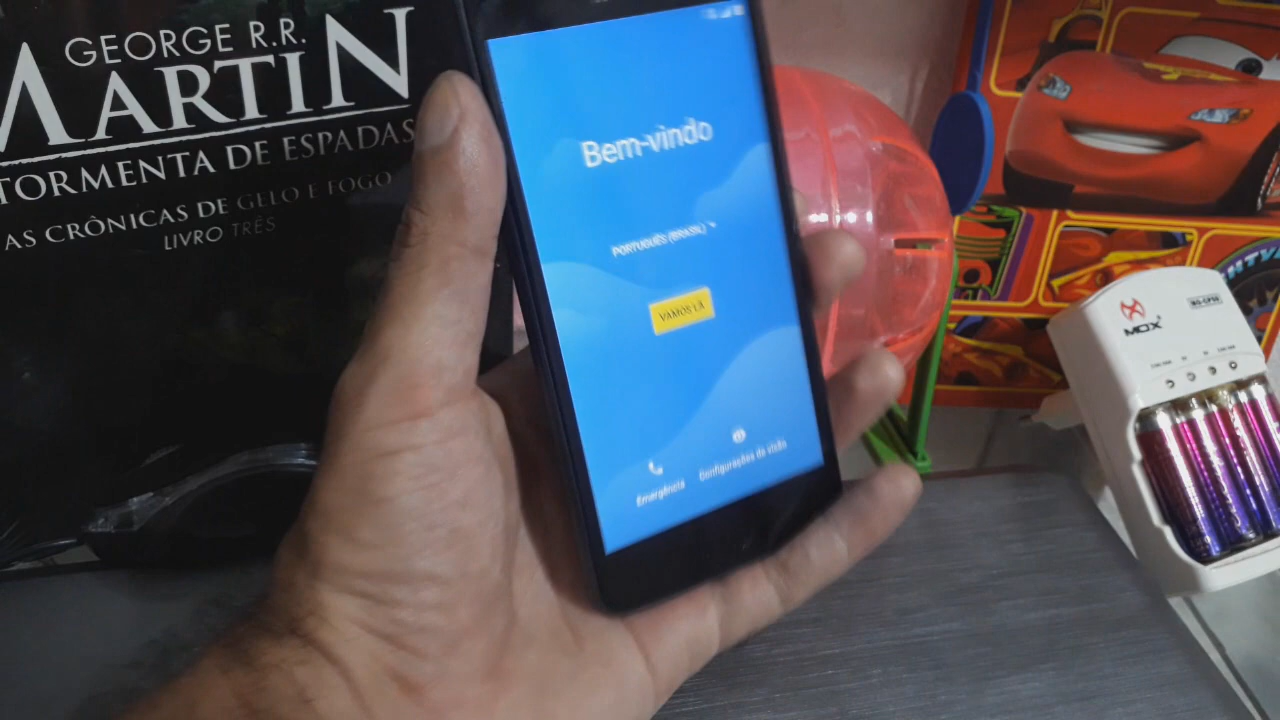 GEORGE R.R.
MARTIN
TORMENTA DE ESPADAS
AS CRÔNICAS DE GELO E FOGO
LIVRO TRÊS
Bem-vindo
PORTUGUÊS (BRASIL)
VAMOS LÁ
Emergência
Configurações de visão
MOX